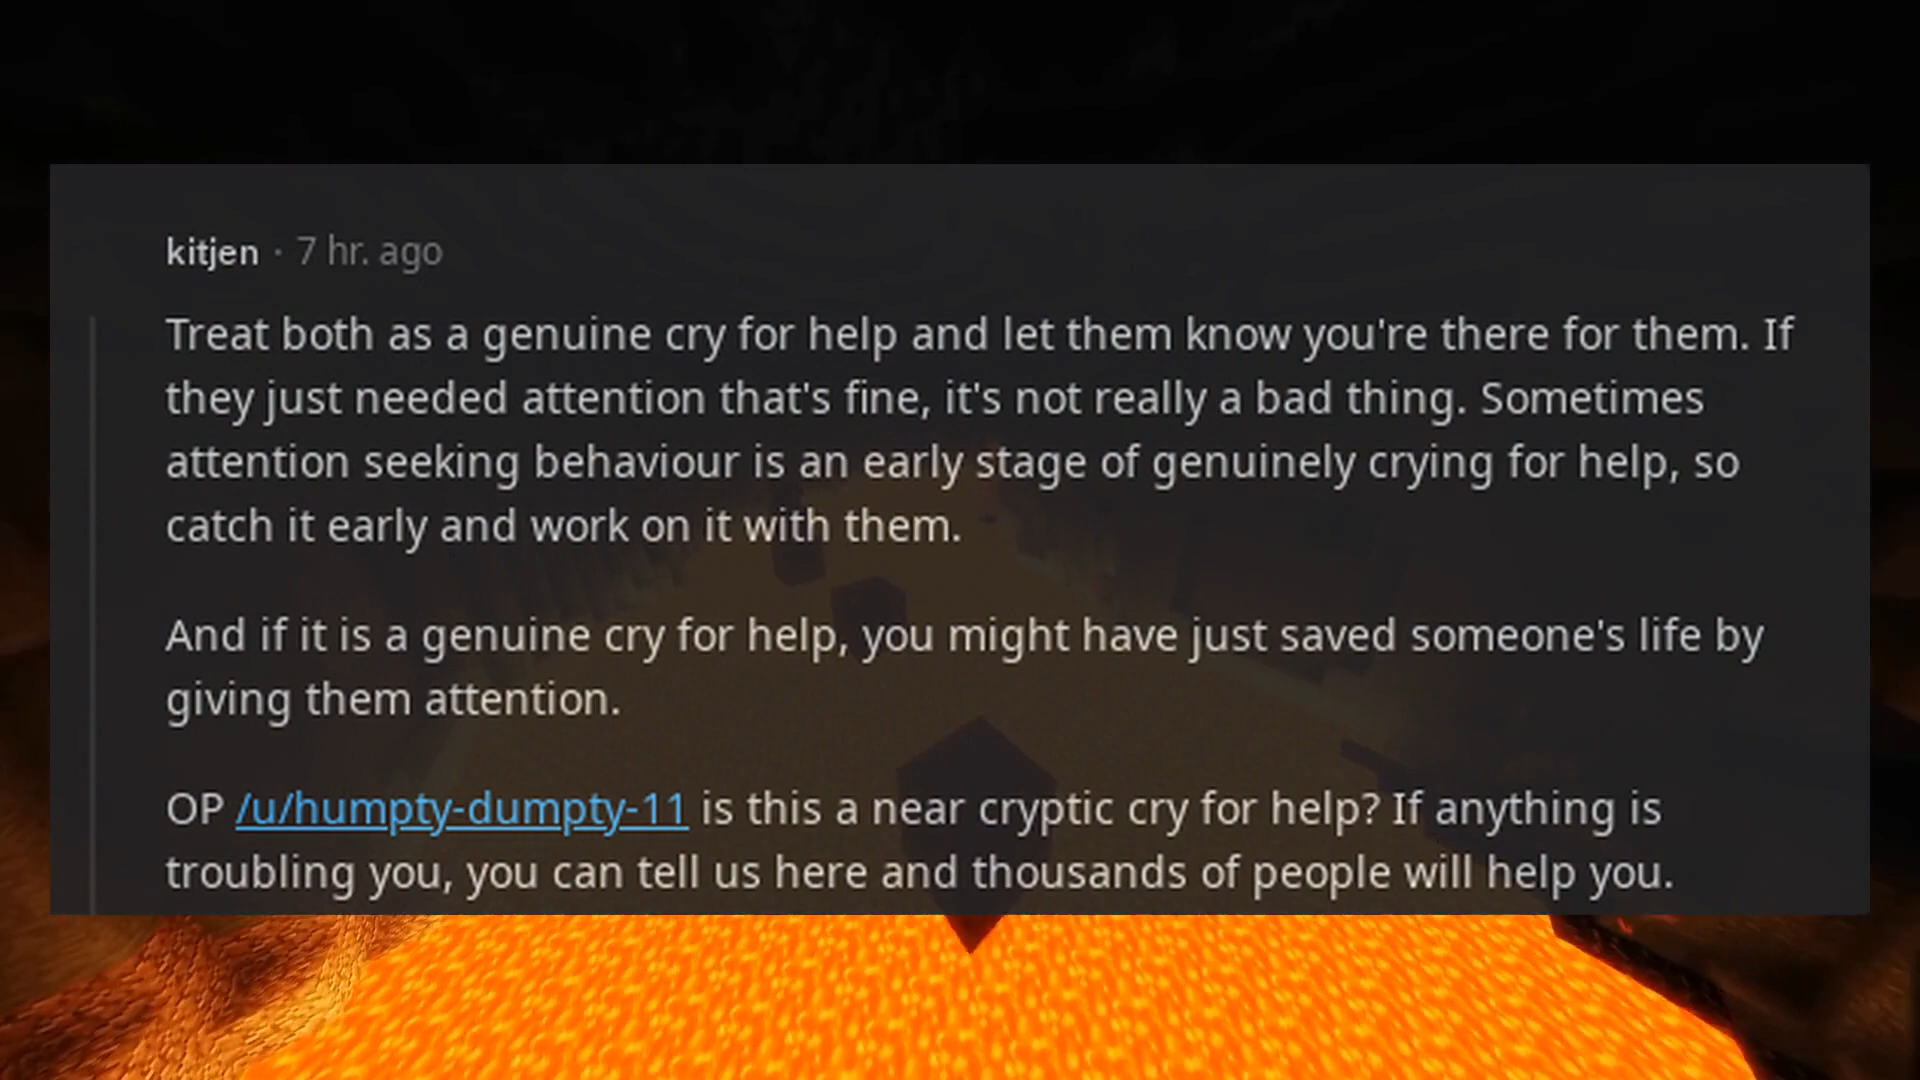 kitjen · 7 hr. ago
Treat both as a genuine cry for help and let them know you're there for them. If
they just needed attention that's fine, it's not really a bad thing. Sometimes
attention seeking behaviour is an early stage of genuinely crying for help, so
catch it early and work on it with them.
And if it is a genuine cry for help, you might have just saved someone's life by
giving them attention.
OP /u/humpty-dumpty-11 is this a near cryptic cry for help? If anything is
troubling you, you can tell us here and thousands of people will help you.